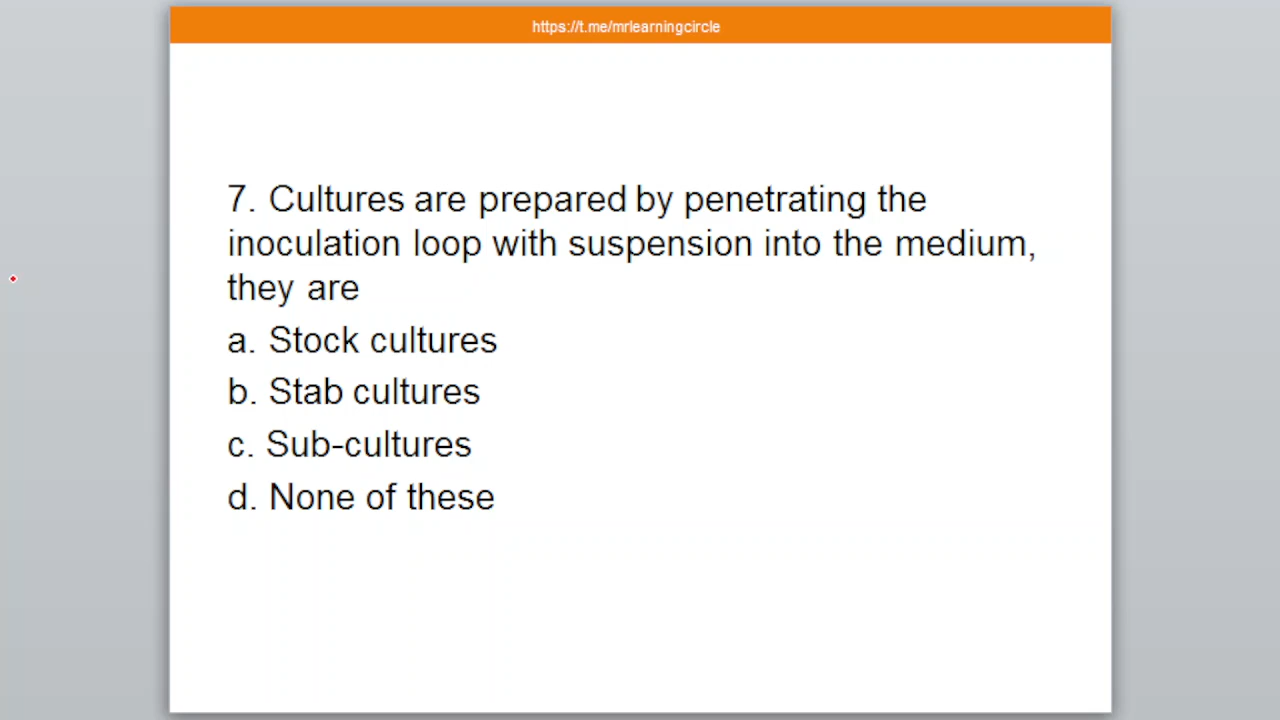 https://t.me/mrlearningcircle
7. Cultures are prepared by penetrating the
inoculation loop with suspension into the medium,
they are
a. Stock cultures
b. Stab cultures
c. Sub-cultures
d. None of these